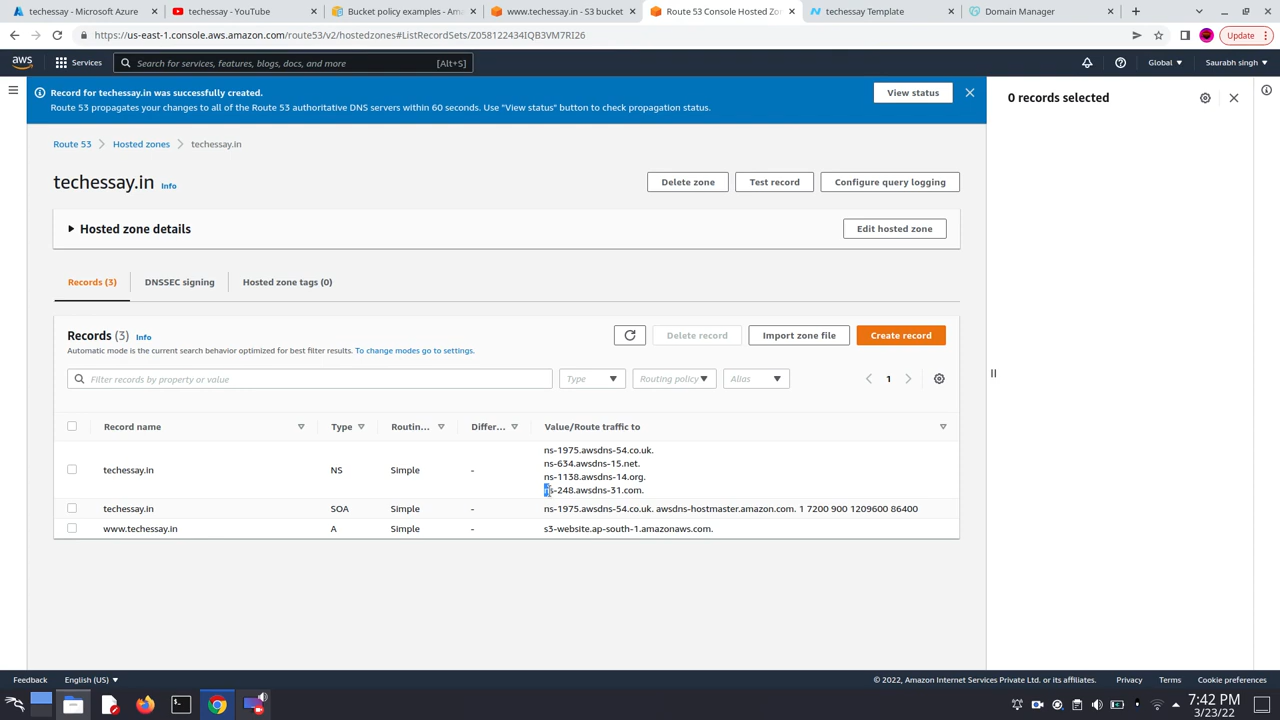 techessay - Microsoft Azure
techessay - YouTube
Bucket policy examples - Ama
www.techessay.in - S3 bucket
Route 53 Console Hosted Zo
techessay Template
Domain Manager
https://us-east-1.console.aws.amazon.com/route53/v2/hostedzones#ListRecordSets/Z058122434IQB3VM7RI26
Update
aws
Services
Search for services, features, blogs, docs, and more
[Alt+S]
Global
Saurabh singh
Record for techessay.in was successfully created.
Route 53 propagates your changes to all of the Route 53 authoritative DNS servers within 60 seconds. Use "View status" button to check propagation status.
View status
0 records selected
Route 53
Hosted zones
techessay.in
techessay.in
Info
Delete zone
Test record
Configure query logging
Hosted zone details
Edit hosted zone
Records (3)
DNSSEC signing
Hosted zone tags (0)
Records (3)
Info
Delete record
Import zone file
Create record
Automatic mode is the current search behavior optimized for best filter results. To change modes go to settings.
Filter records by property or value
Type
Routing policy
Alias
1
Record name
Type
Routin...
Differ...
Value/Route traffic to
techessay.in
NS
Simple
-
ns-1975.awsdns-54.co.uk.
ns-634.awsdns-15.net.
ns-1138.awsdns-14.org.
ns-248.awsdns-31.com.
techessay.in
SOA
Simple
-
ns-1975.awsdns-54.co.uk. awsdns-hostmaster.amazon.com. 1 7200 900 1209600 86400
www.techessay.in
A
Simple
-
s3-website.ap-south-1.amazonaws.com.
Feedback
English (US)
© 2022, Amazon Internet Services Private Ltd. or its affiliates.
Privacy
Terms
Cookie preferences
7:42 PM
3/23/22